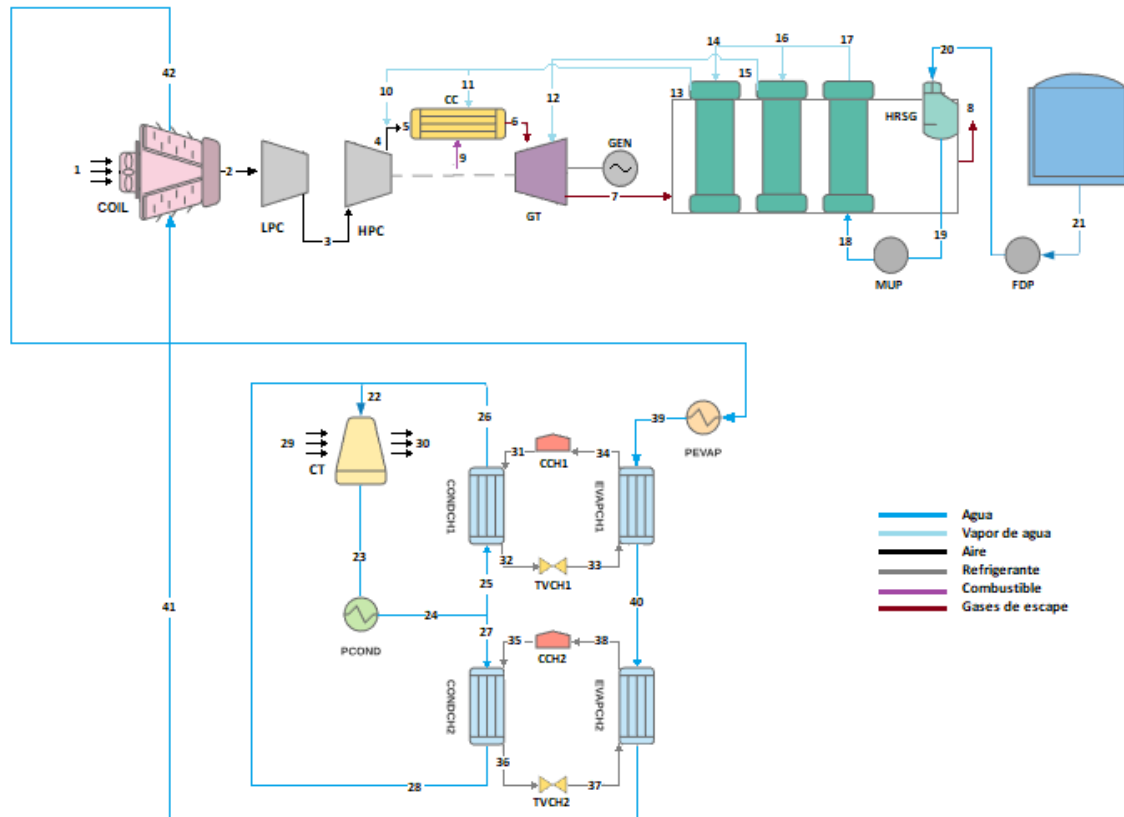 42
1
COIL
2
LPC
3
HPC
4
5
10
11
CC
6
9
12
GT
GEN
7
13
14
15
16
17
HRSG
20
8
18
19
MUP
FDP
21
41
22
29
30
CT
23
PCOND
24
25
26
27
28
CONDCH1
CONDCH2
31
CCH1
34
32
TVCH1
33
EVAPCH1
35
CCH2
38
36
TVCH2
37
EVAPCH2
39
PEVAP
40
Agua
Vapor de agua
Aire
Refrigerante
Combustible
Gases de escape